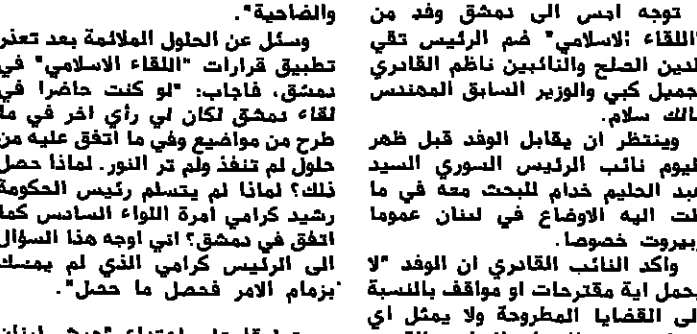 توجه امس الى دمشق وفد من
"اللقاء الاسلامي" ضم الرئيس تقي
الدين الصلح والنائبين ناظم القادري
وجميل كبي والوزير السابق المهندس
مالك سلام.
وينتظر ان يقابل الوفد قبل ظهر
اليوم نائب الرئيس السوري السيد
عبد الحليم خدام للبحث معه في ما
آلت اليه الاوضاع في لبنان عموما
وبيروت خصوصا.
واكد النائب القادري ان الوفد "لا
يحمل اية مقترحات او مواقف بالنسبة
الى القضايا المطروحة ولا يمثل اي
والضاحية".
وسئل عن الحلول الملائمة بعد تعذر
تطبيق قرارات "اللقاء الاسلامي" في
دمشق، فاجاب: "لو كنت حاضرا في
لقاء دمشق لكان لي رأي اخر في ما
طرح من مواضيع وفي ما اتفق عليه من
حلول لم تنفذ ولم تر النور. لماذا حصل
ذلك؟ لماذا لم يتسلم رئيس الحكومة
رشيد كرامي امرة اللواء السادس كما
اتفق في دمشق؟ اني اوجه هذا السؤال
الى الرئيس كرامي الذي لم يمسك
بزمام الامر فحصل ما حصل".